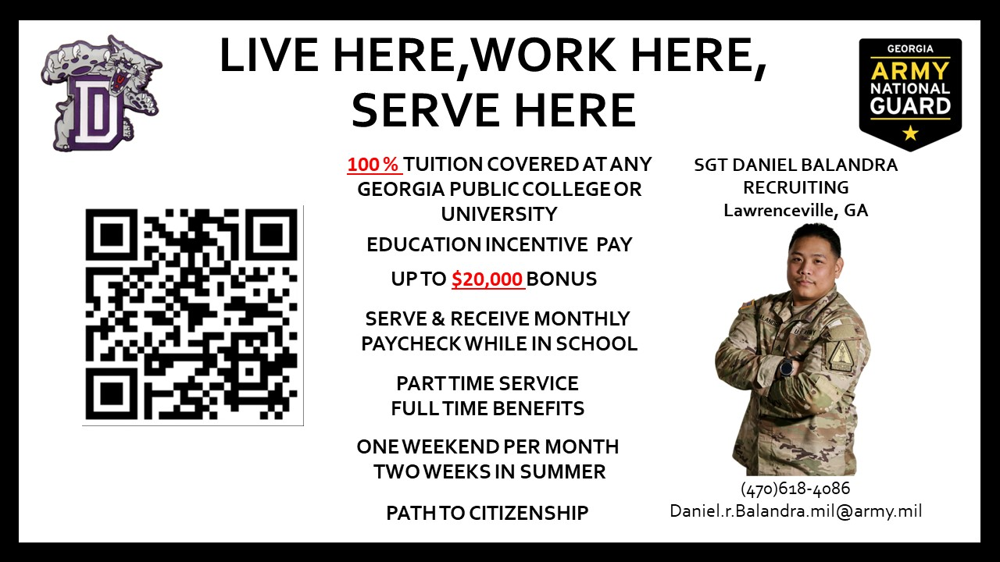 LIVE HERE,WORK HERE,
SERVE HERE
D
GEORGIA
ARMY
NATIONAL
GUARD
100 % TUITION COVERED AT ANY
GEORGIA PUBLIC COLLEGE OR
UNIVERSITY
EDUCATION INCENTIVE PAY
UP TO $20,000 BONUS
SERVE & RECEIVE MONTHLY
PAYCHECK WHILE IN SCHOOL
PART TIME SERVICE
FULL TIME BENEFITS
ONE WEEKEND PER MONTH
TWO WEEKS IN SUMMER
PATH TO CITIZENSHIP
SGT DANIEL BALANDRA
RECRUITING
Lawrenceville, GA
(470)618-4086
Daniel.r.Balandra.mil@army.mil